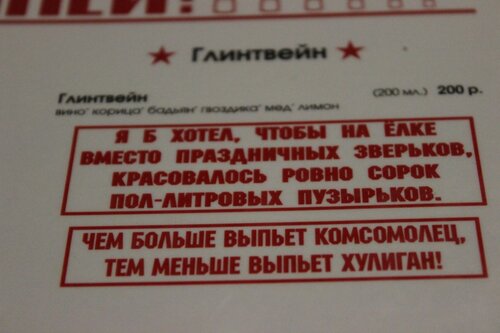 Глинтвейн
Глинтвейн (200 мл.) 200 р.
вино' корица' бадьян' гвоздика' мед' лимон
Я Б ХОТЕЛ, ЧТОБЫ НА ЁЛКЕ
ВМЕСТО ПРАЗДНИЧНЫХ ЗВЕРЬКОВ,
КРАСОВАЛОСЬ РОВНО СОРОК
ПОЛ-ЛИТРОВЫХ ПУЗЫРЬКОВ.
ЧЕМ БОЛЬШЕ ВЫПЬЕТ КОМСОМОЛЕЦ,
ТЕМ МЕНЬШЕ ВЫПЬЕТ ХУЛИГАН!